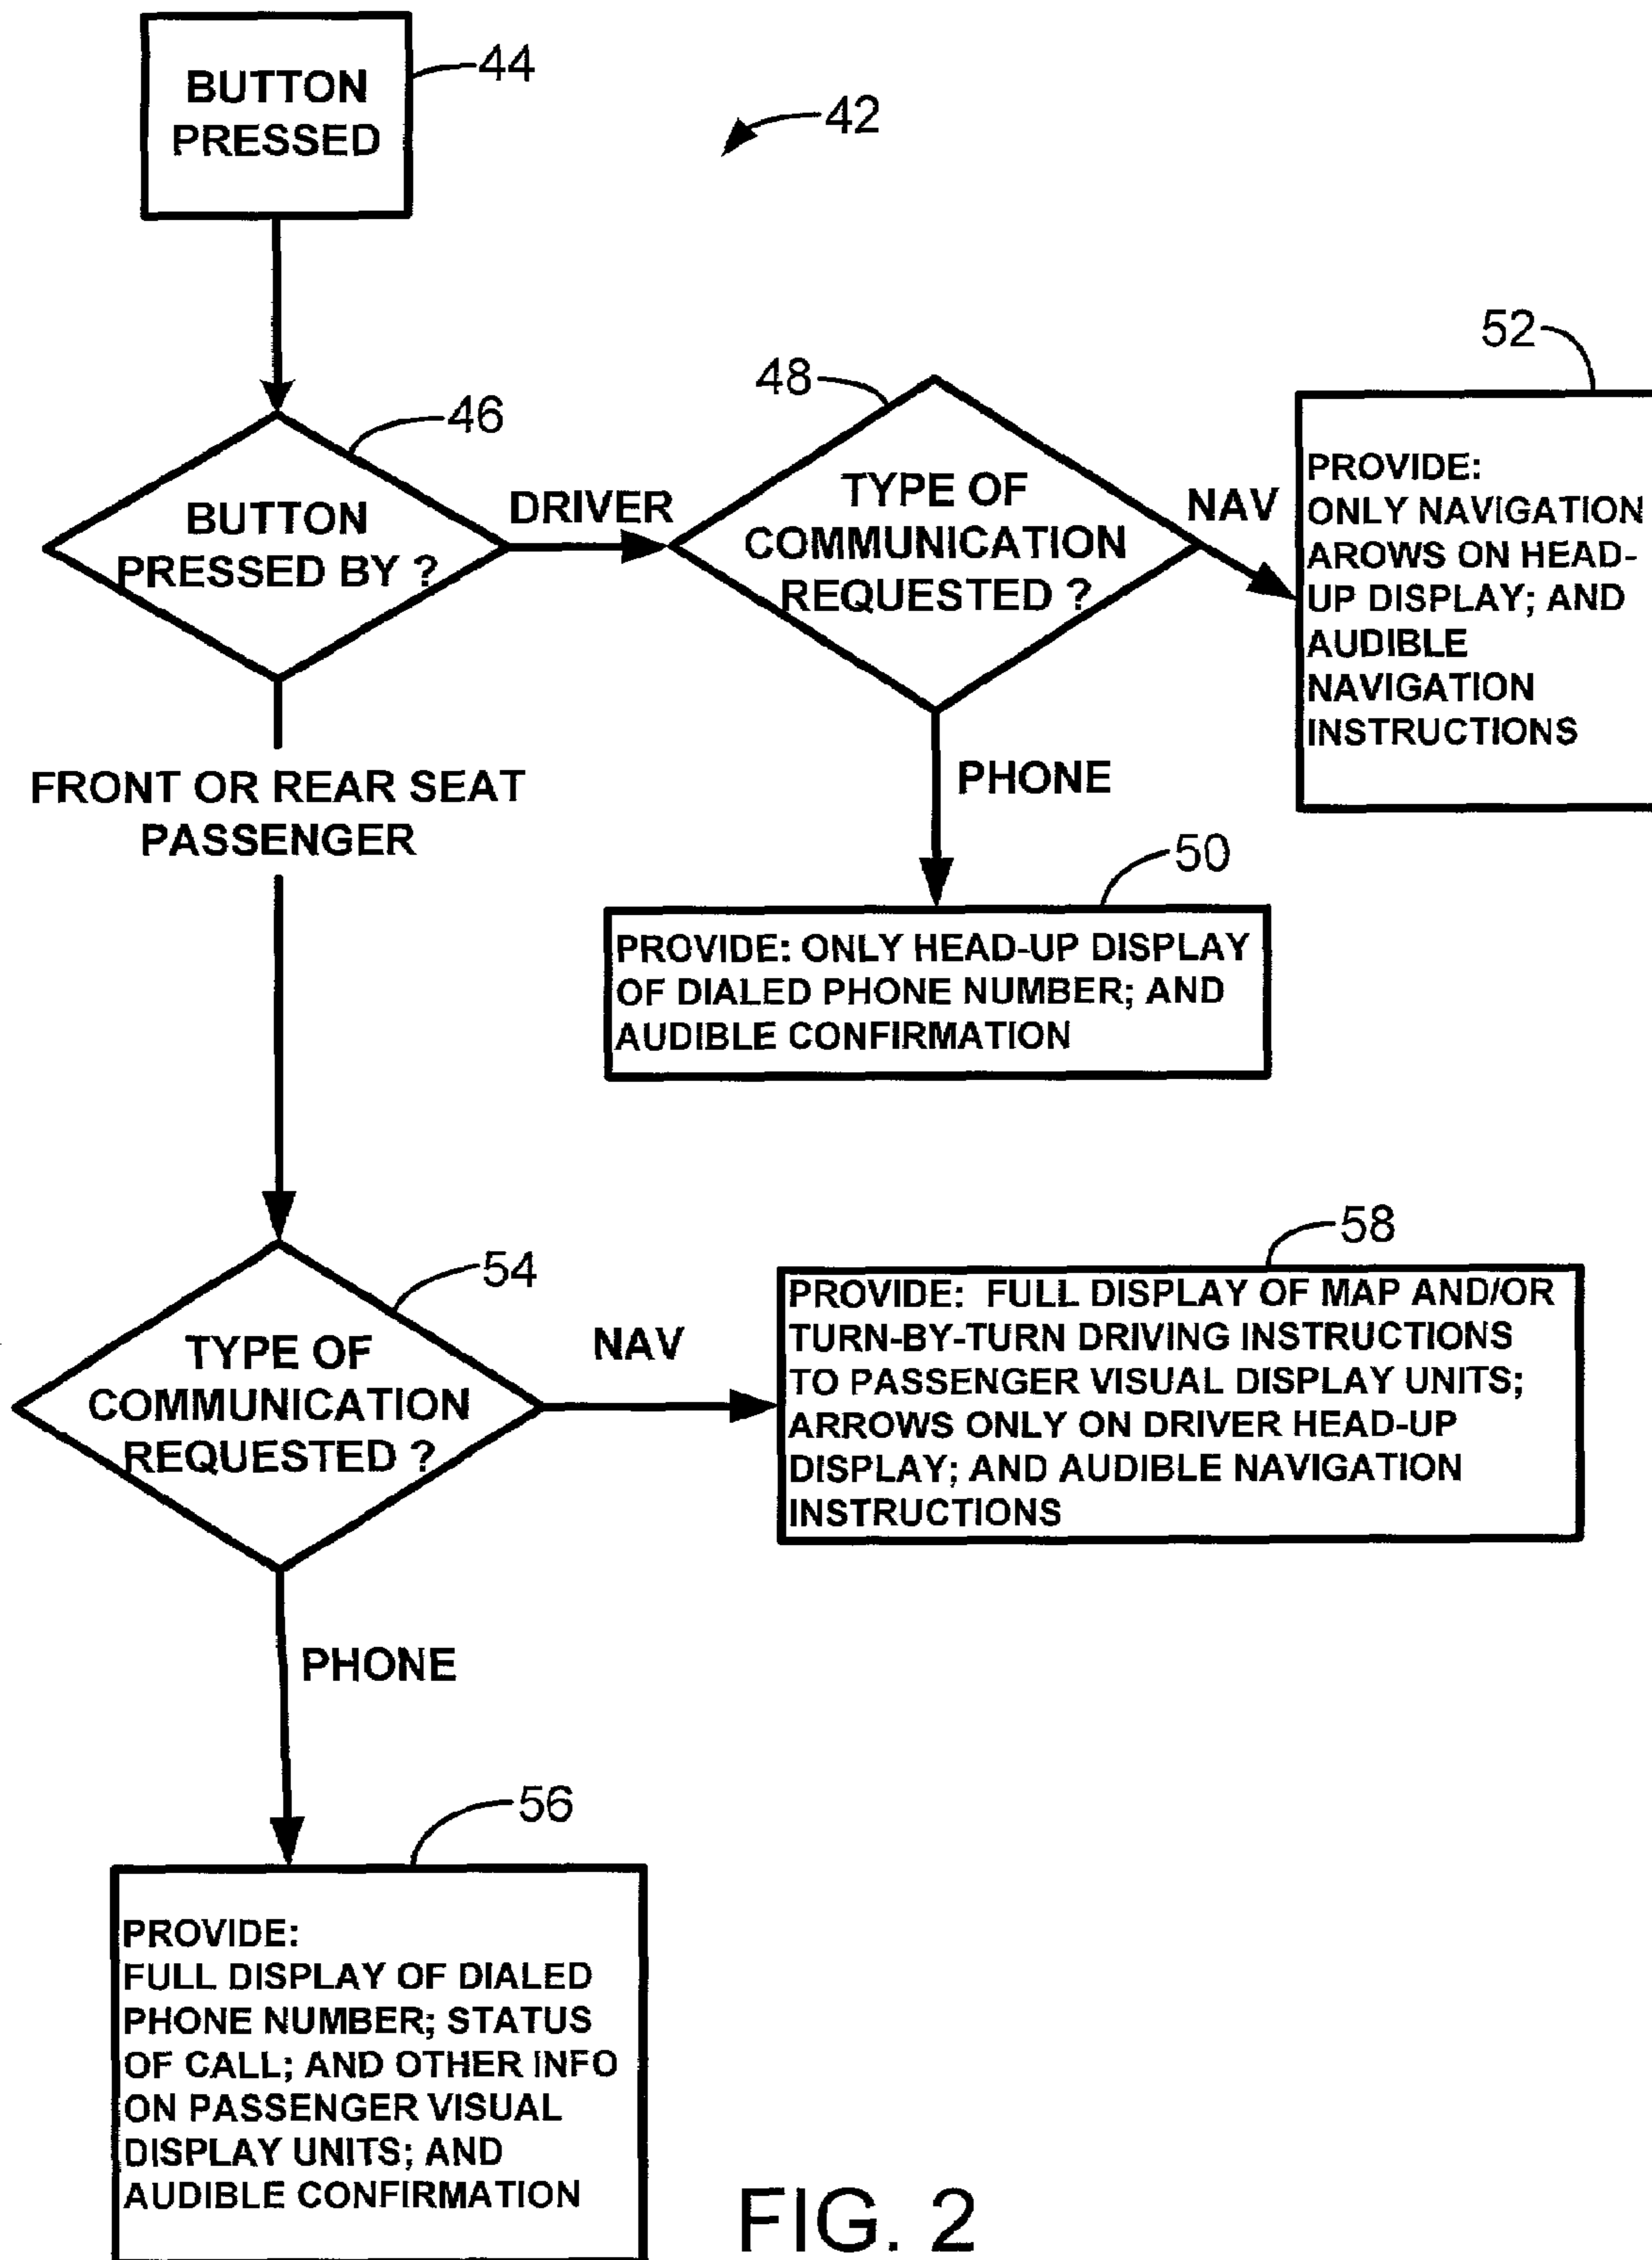 BUTTON
PRESSED
44
42
46
BUTTON
PRESSED BY ?
DRIVER
48
TYPE OF
COMMUNICATION
REQUESTED ?
NAV
52
PROVIDE:
ONLY NAVIGATION
AROWS ON HEAD-
UP DISPLAY; AND
AUDIBLE
NAVIGATION
INSTRUCTIONS
PHONE
50
PROVIDE: ONLY HEAD-UP DISPLAY
OF DIALED PHONE NUMBER; AND
AUDIBLE CONFIRMATION
FRONT OR REAR SEAT
PASSENGER
54
TYPE OF
COMMUNICATION
REQUESTED ?
NAV
58
PROVIDE: FULL DISPLAY OF MAP AND/OR
TURN-BY-TURN DRIVING INSTRUCTIONS
TO PASSENGER VISUAL DISPLAY UNITS;
ARROWS ONLY ON DRIVER HEAD-UP
DISPLAY; AND AUDIBLE NAVIGATION
INSTRUCTIONS
PHONE
56
PROVIDE:
FULL DISPLAY OF DIALED
PHONE NUMBER; STATUS
OF CALL; AND OTHER INFO
ON PASSENGER VISUAL
DISPLAY UNITS; AND
AUDIBLE CONFIRMATION
FIG. 2